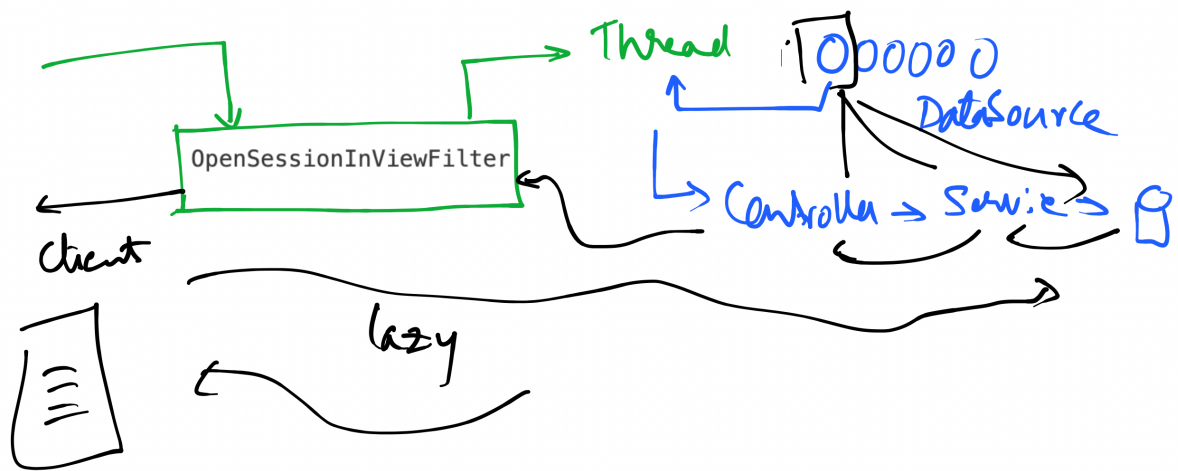 Thread
DataSource
OpenSessionInViewFilter
Controller → Service →
Client
lazy